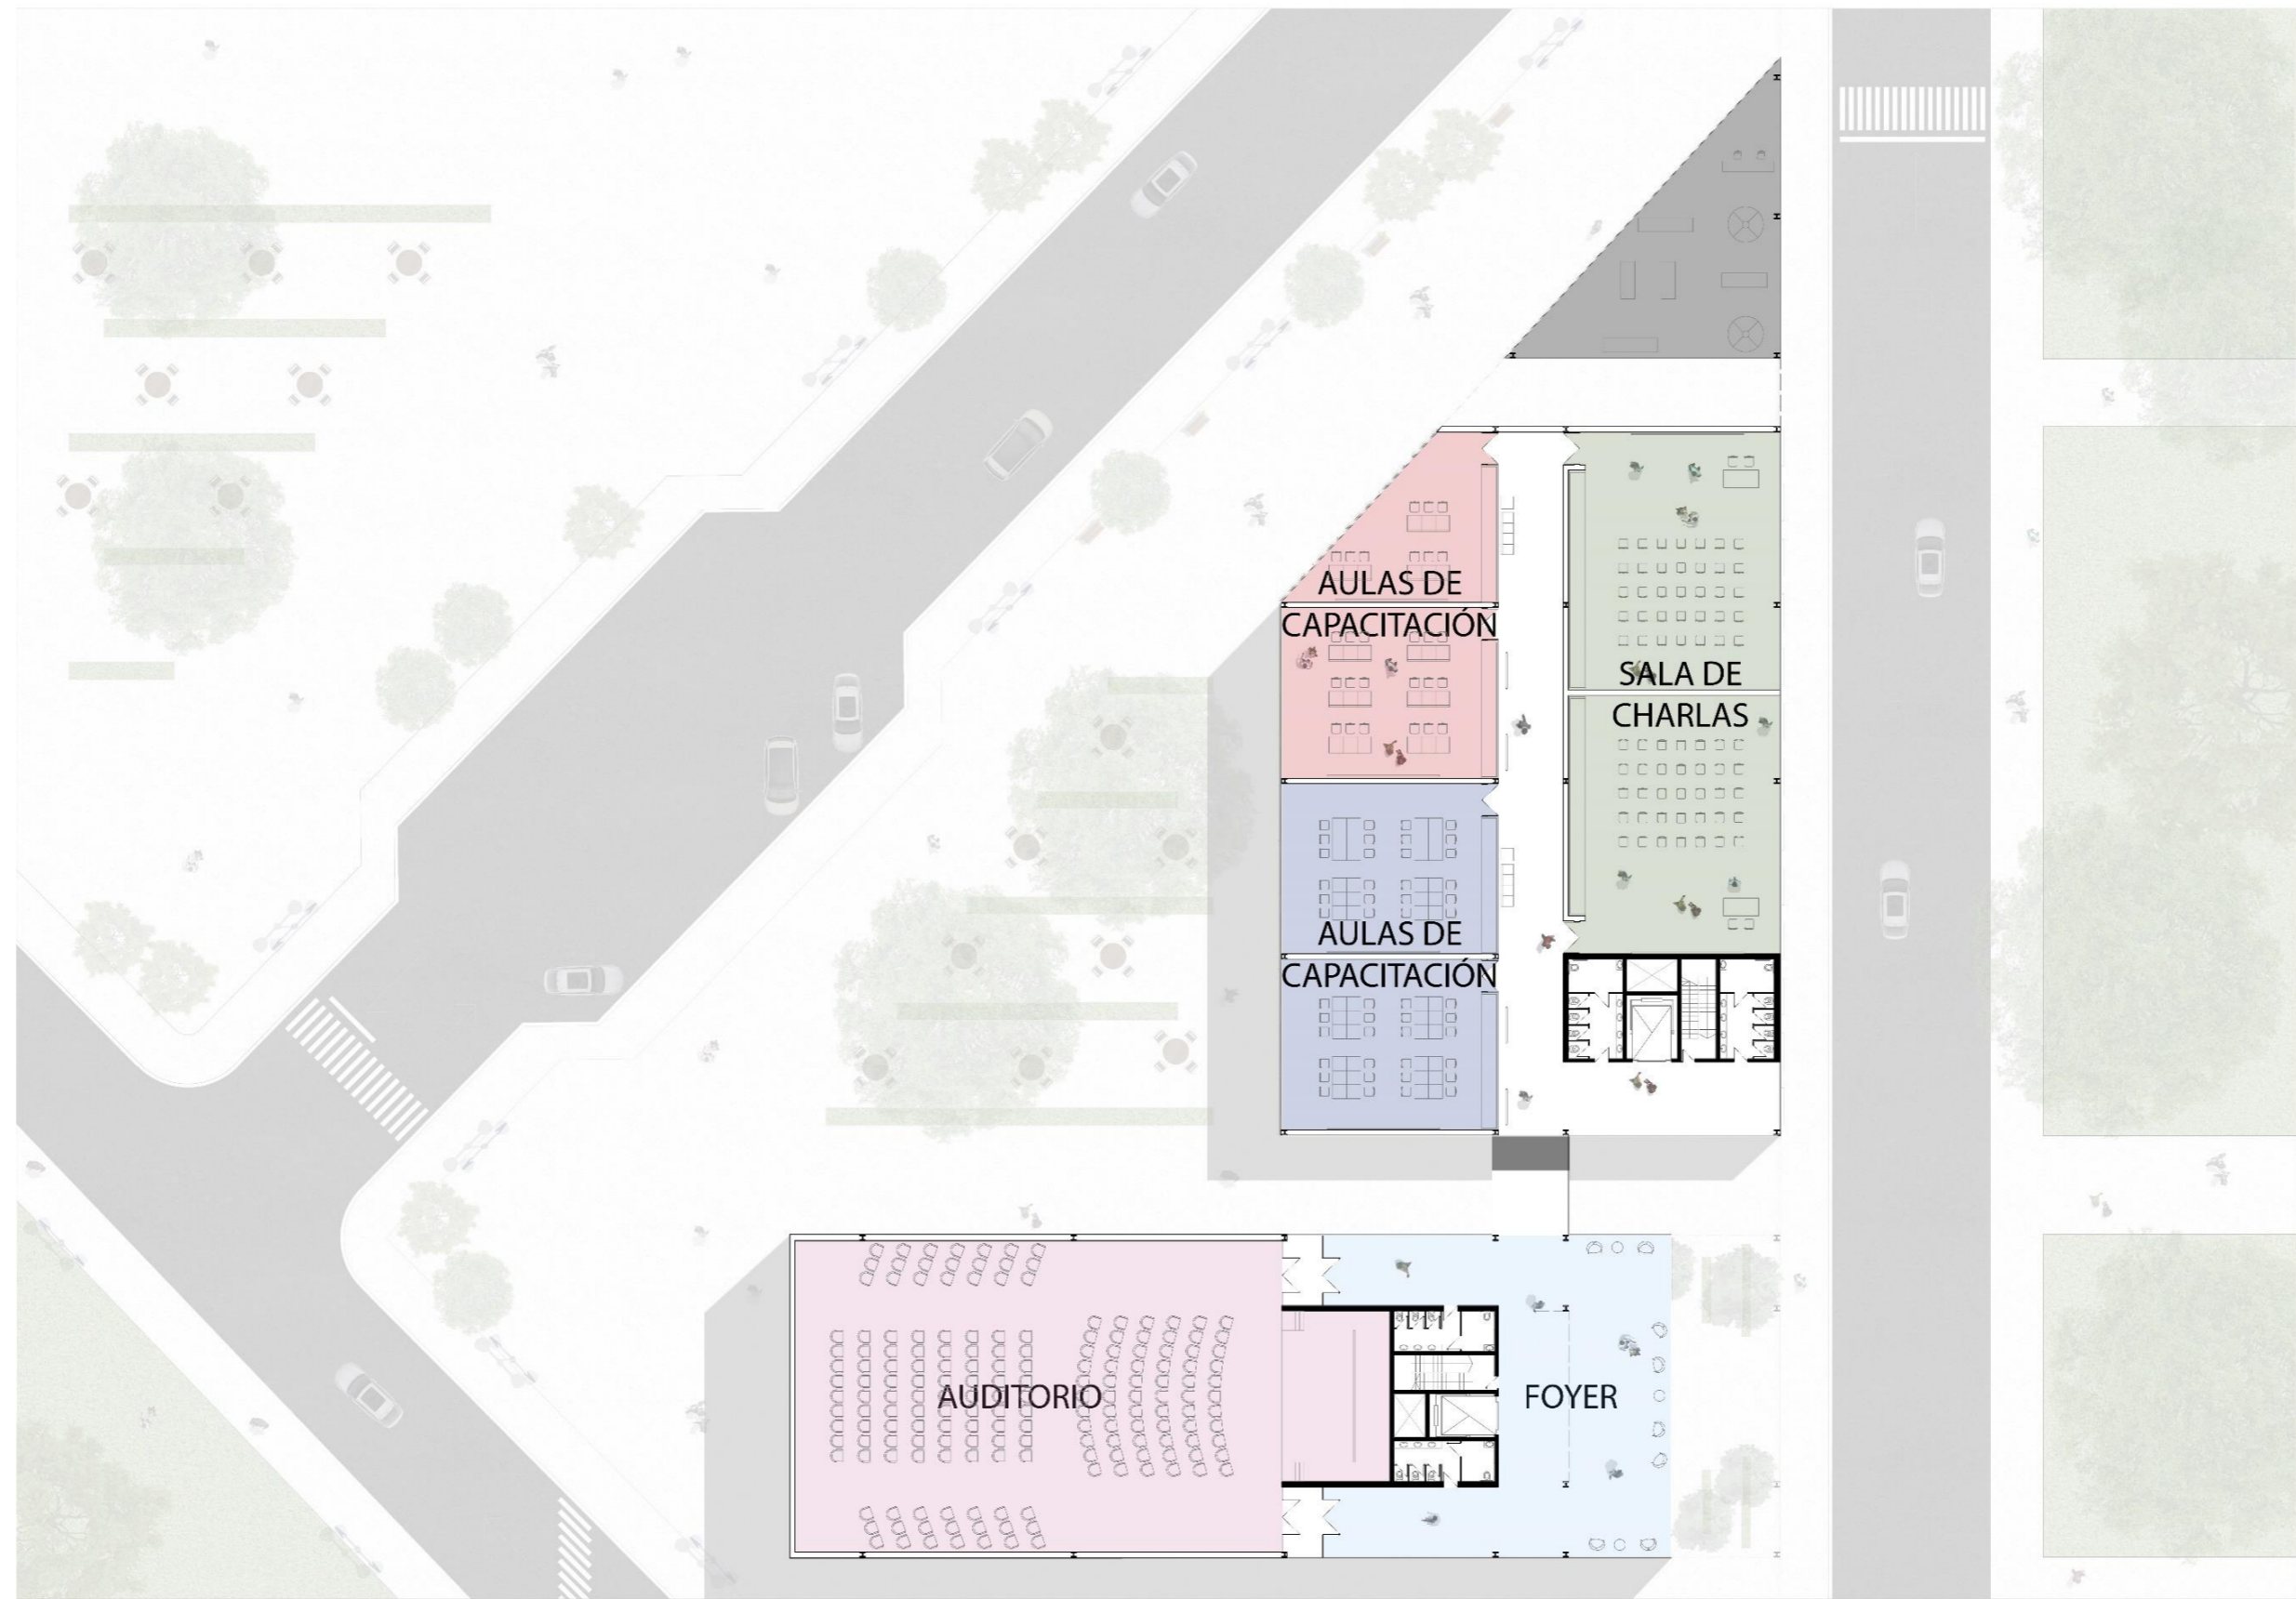 AULAS DE
CAPACITACIÓN
SALA DE
CHARLAS
AULAS DE
CAPACITACIÓN
AUDITORIO
FOYER